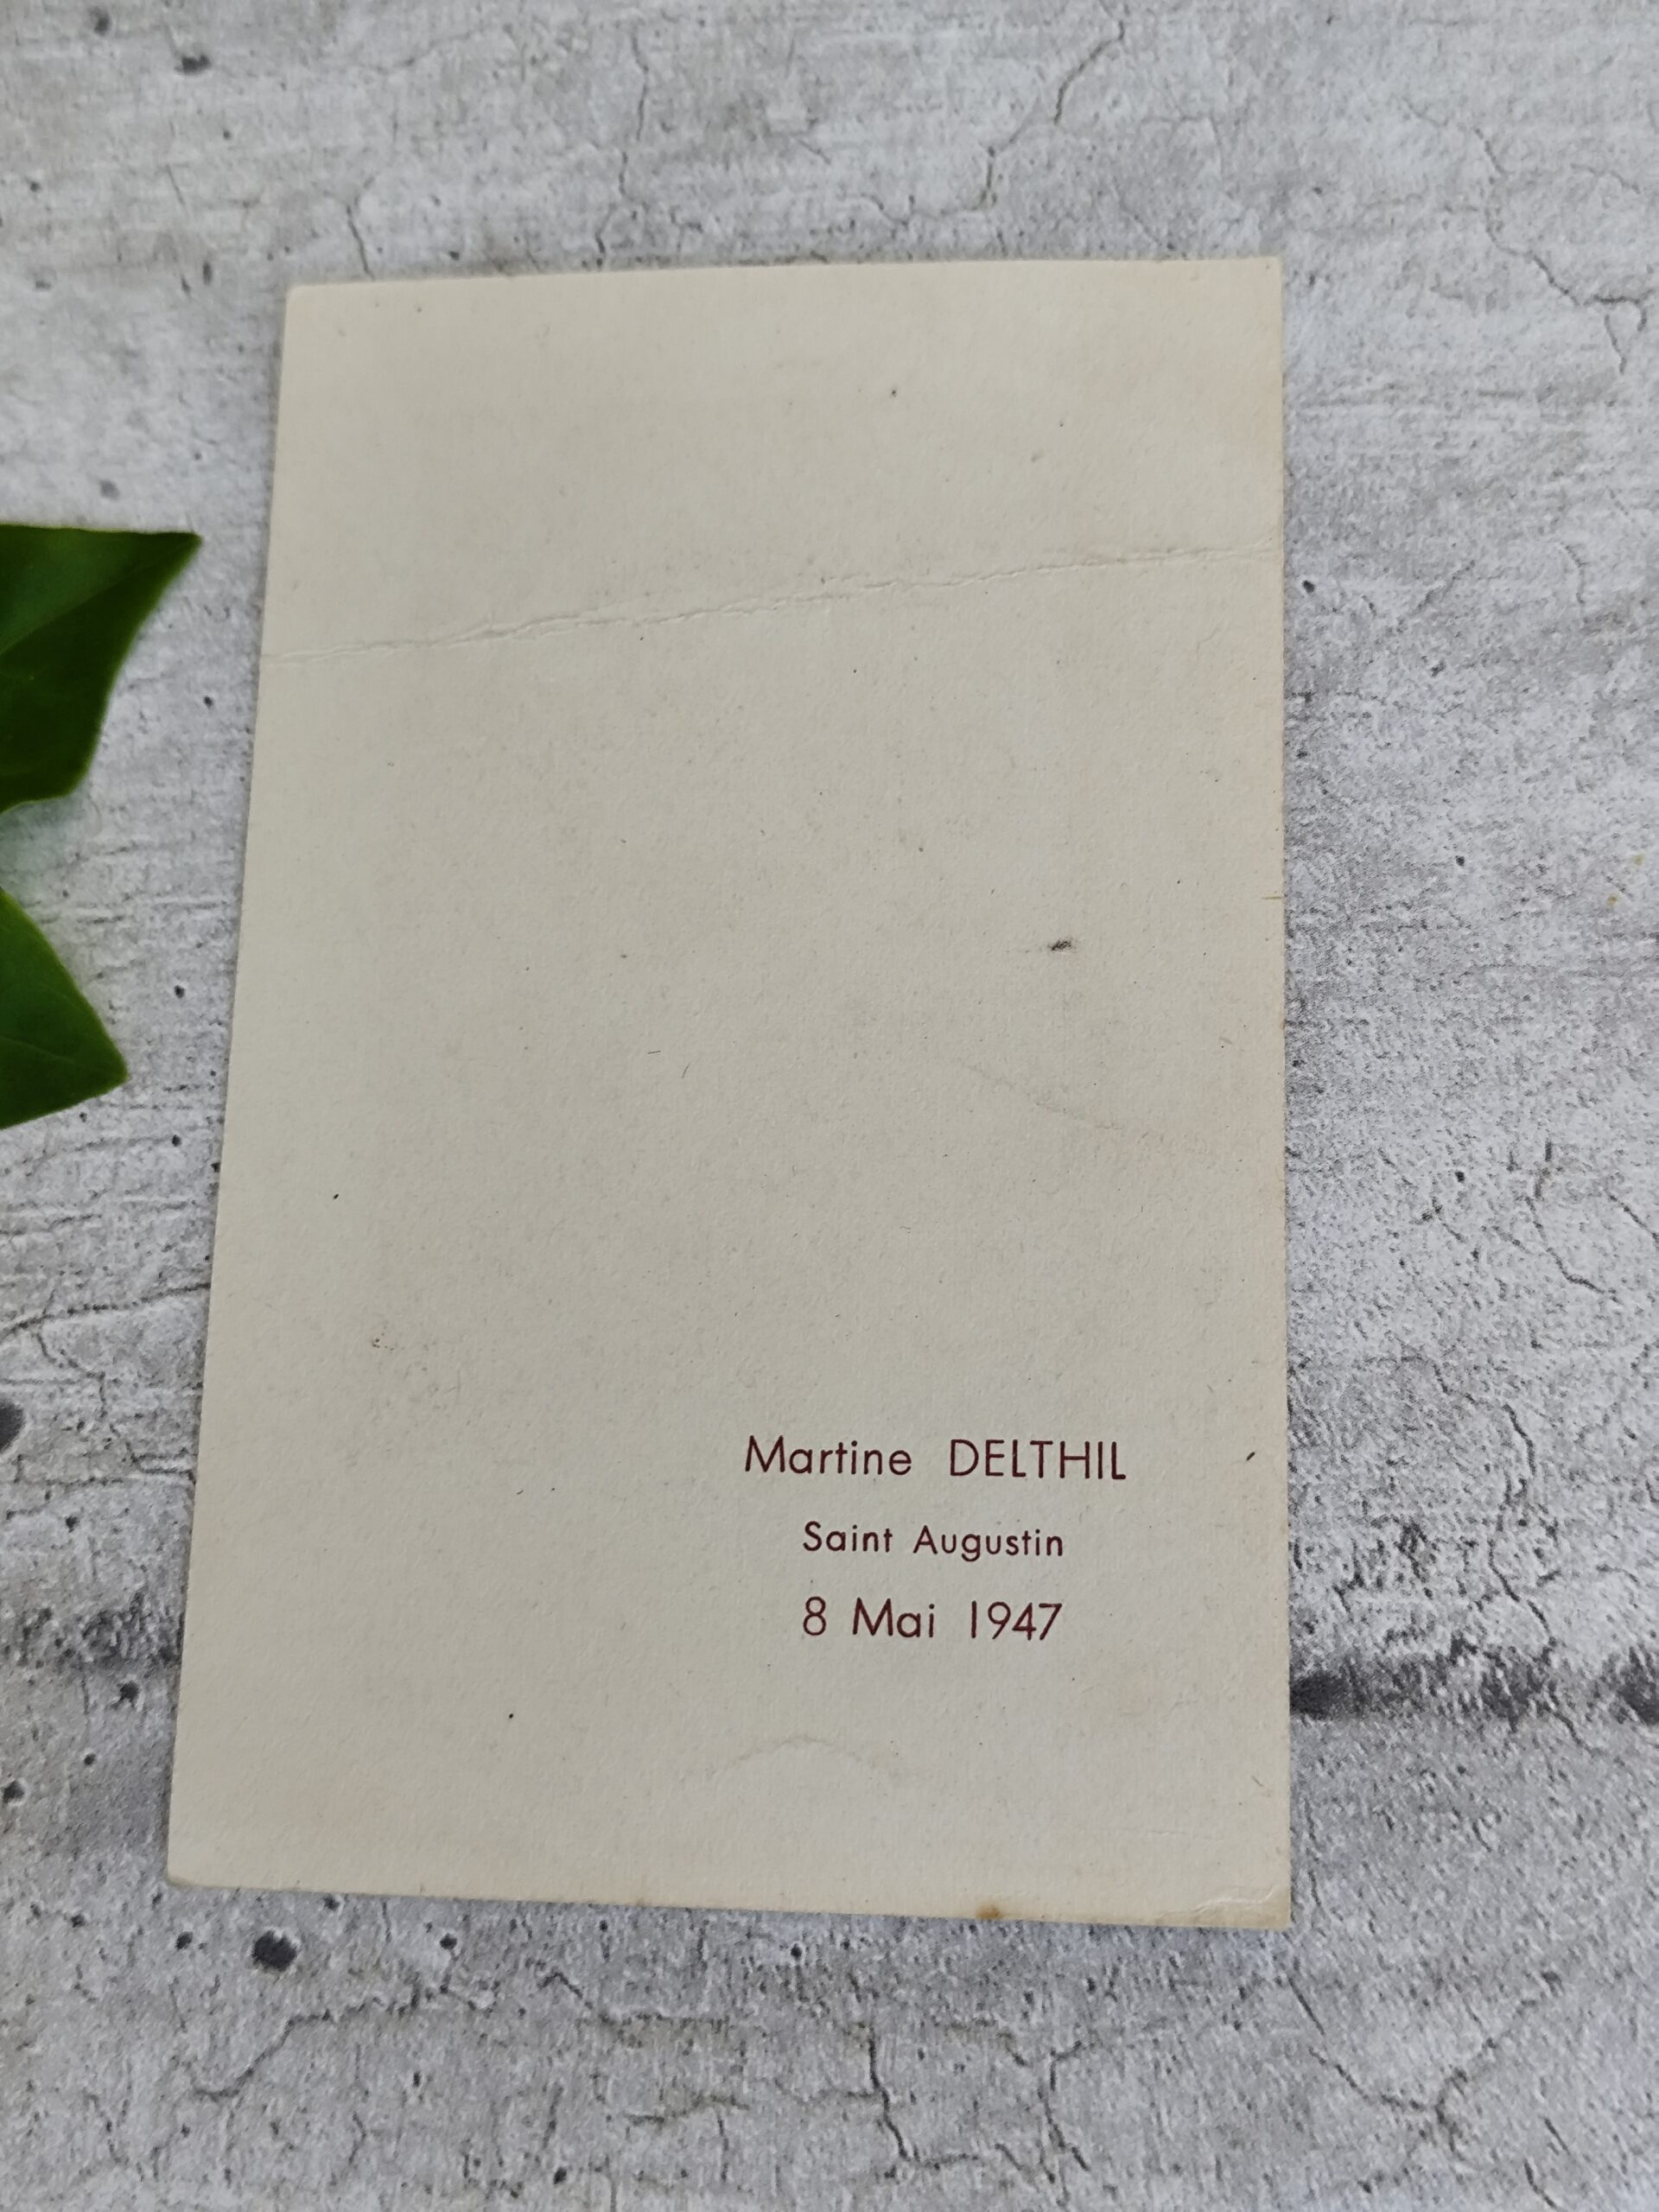 Martine DELTHIL
Saint Augustin
8 Mai 1947